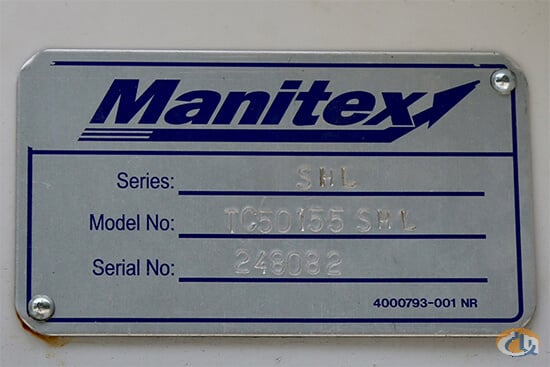 Manitex
Series: SHL
Model No: TC50155 SHL
Serial No: 248082
4000793-001 NR